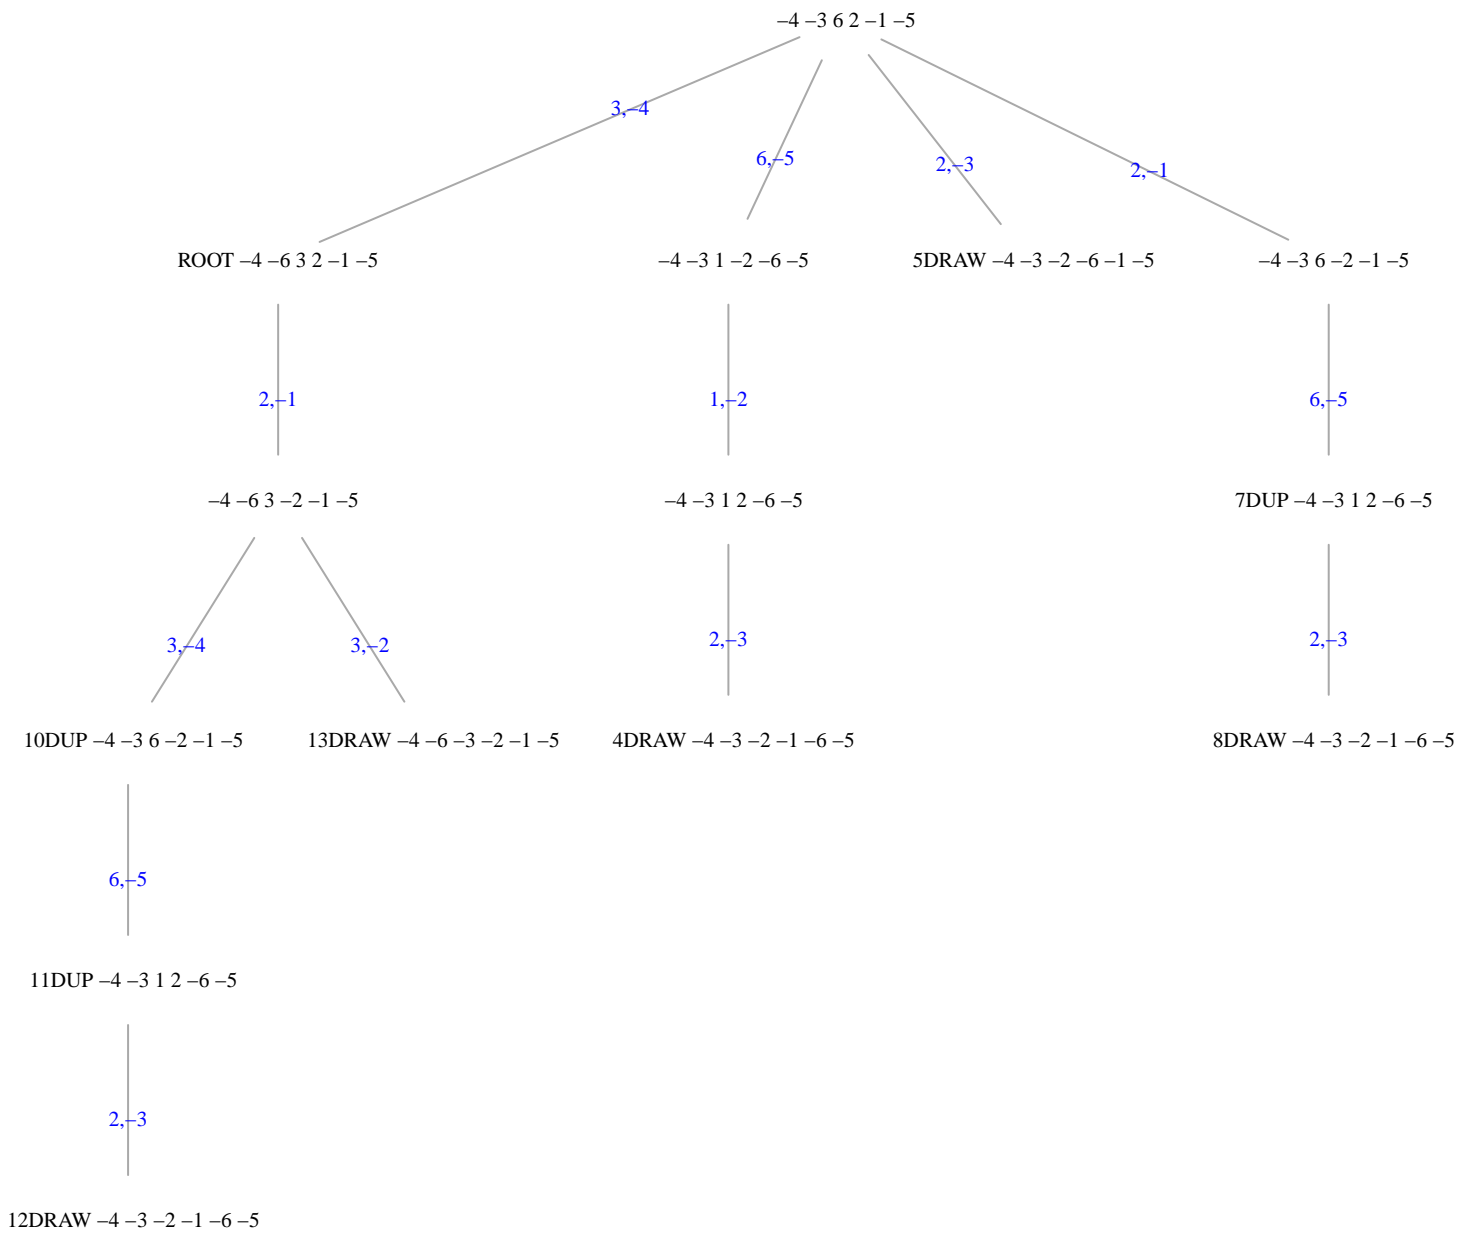 –4 –3 6 2 –1 –5
3,–4
6,–5
2,–3
2,–1
ROOT –4 –6 3 2 –1 –5
–4 –3 1 –2 –6 –5
5DRAW –4 –3 –2 –6 –1 –5
–4 –3 6 –2 –1 –5
2,–1
1,–2
6,–5
–4 –6 3 –2 –1 –5
–4 –3 1 2 –6 –5
7DUP –4 –3 1 2 –6 –5
3,–4
3,–2
2,–3
2,–3
10DUP –4 –3 6 –2 –1 –5
13DRAW –4 –6 –3 –2 –1 –5
4DRAW –4 –3 –2 –1 –6 –5
8DRAW –4 –3 –2 –1 –6 –5
6,–5
11DUP –4 –3 1 2 –6 –5
2,–3
12DRAW –4 –3 –2 –1 –6 –5